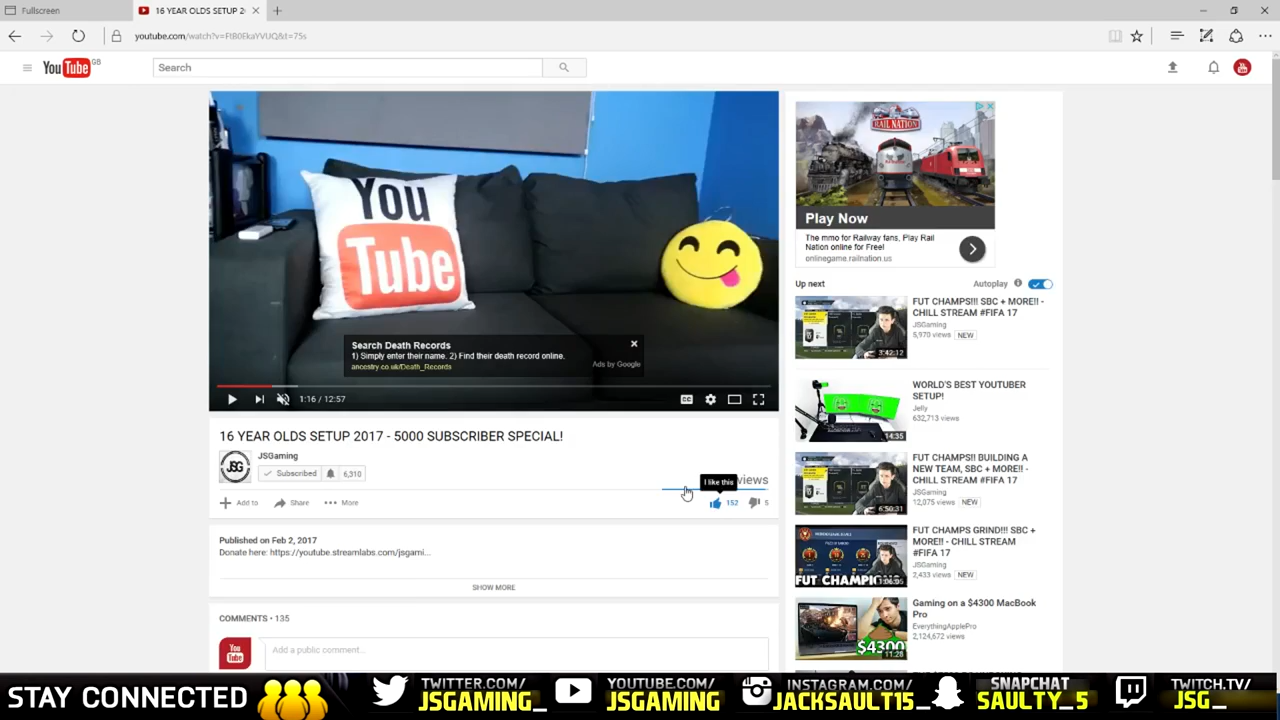 Fullscreen
16 YEAR OLDS SETUP 2
youtube.com/watch?v=Ft80EkaYVUQ&t=75s
YouTube GB
Search
You
Tube
Search Death Records
1) Simply enter their name. 2) Find their death record online.
ancestry.co.uk/Death_Records
Ads by Google
1:16 / 12:57
16 YEAR OLDS SETUP 2017 - 5000 SUBSCRIBER SPECIAL!
JSG
JSGaming
Subscribed
6,310
views
I like this
Add to
Share
More
152
5
Published on Feb 2, 2017
Donate here: https://youtube.streamlabs.com/jsgami...
SHOW MORE
COMMENTS • 135
You
Tube
Add a public comment...
RAIL NATION
Play Now
The mmo for Railway fans, Play Rail
Nation online for Free!
onlinegame.railnation.us
Up next
Autoplay
FUT CHAMPS!!! SBC + MORE!! -
CHILL STREAM #FIFA 17
JSGaming
5,970 views NEW
3:42:12
WORLD'S BEST YOUTUBER
SETUP!
Jelly
632,713 views
14:35
FUT CHAMPS!! BUILDING A
NEW TEAM, SBC + MORE!! -
CHILL STREAM #FIFA 17
JSGaming
12,075 views NEW
6:50:31
FUT CHAMPS GRIND!!! SBC +
MORE!! - CHILL STREAM
#FIFA 17
JSGaming
2,433 views NEW
FUT CHAMPIONS
Gaming on a $4300 MacBook
Pro
EverythingApplePro
2,124,672 views
$4300
11:28
STAY CONNECTED
TWITTER.COM/
JSGAMING_
YOUTUBE.COM/
JSGAMING
INSTAGRAM.COM/
JACKSAULT15_
SNAPCHAT
SAULTY_5
TWITCH.TV/
JSG_